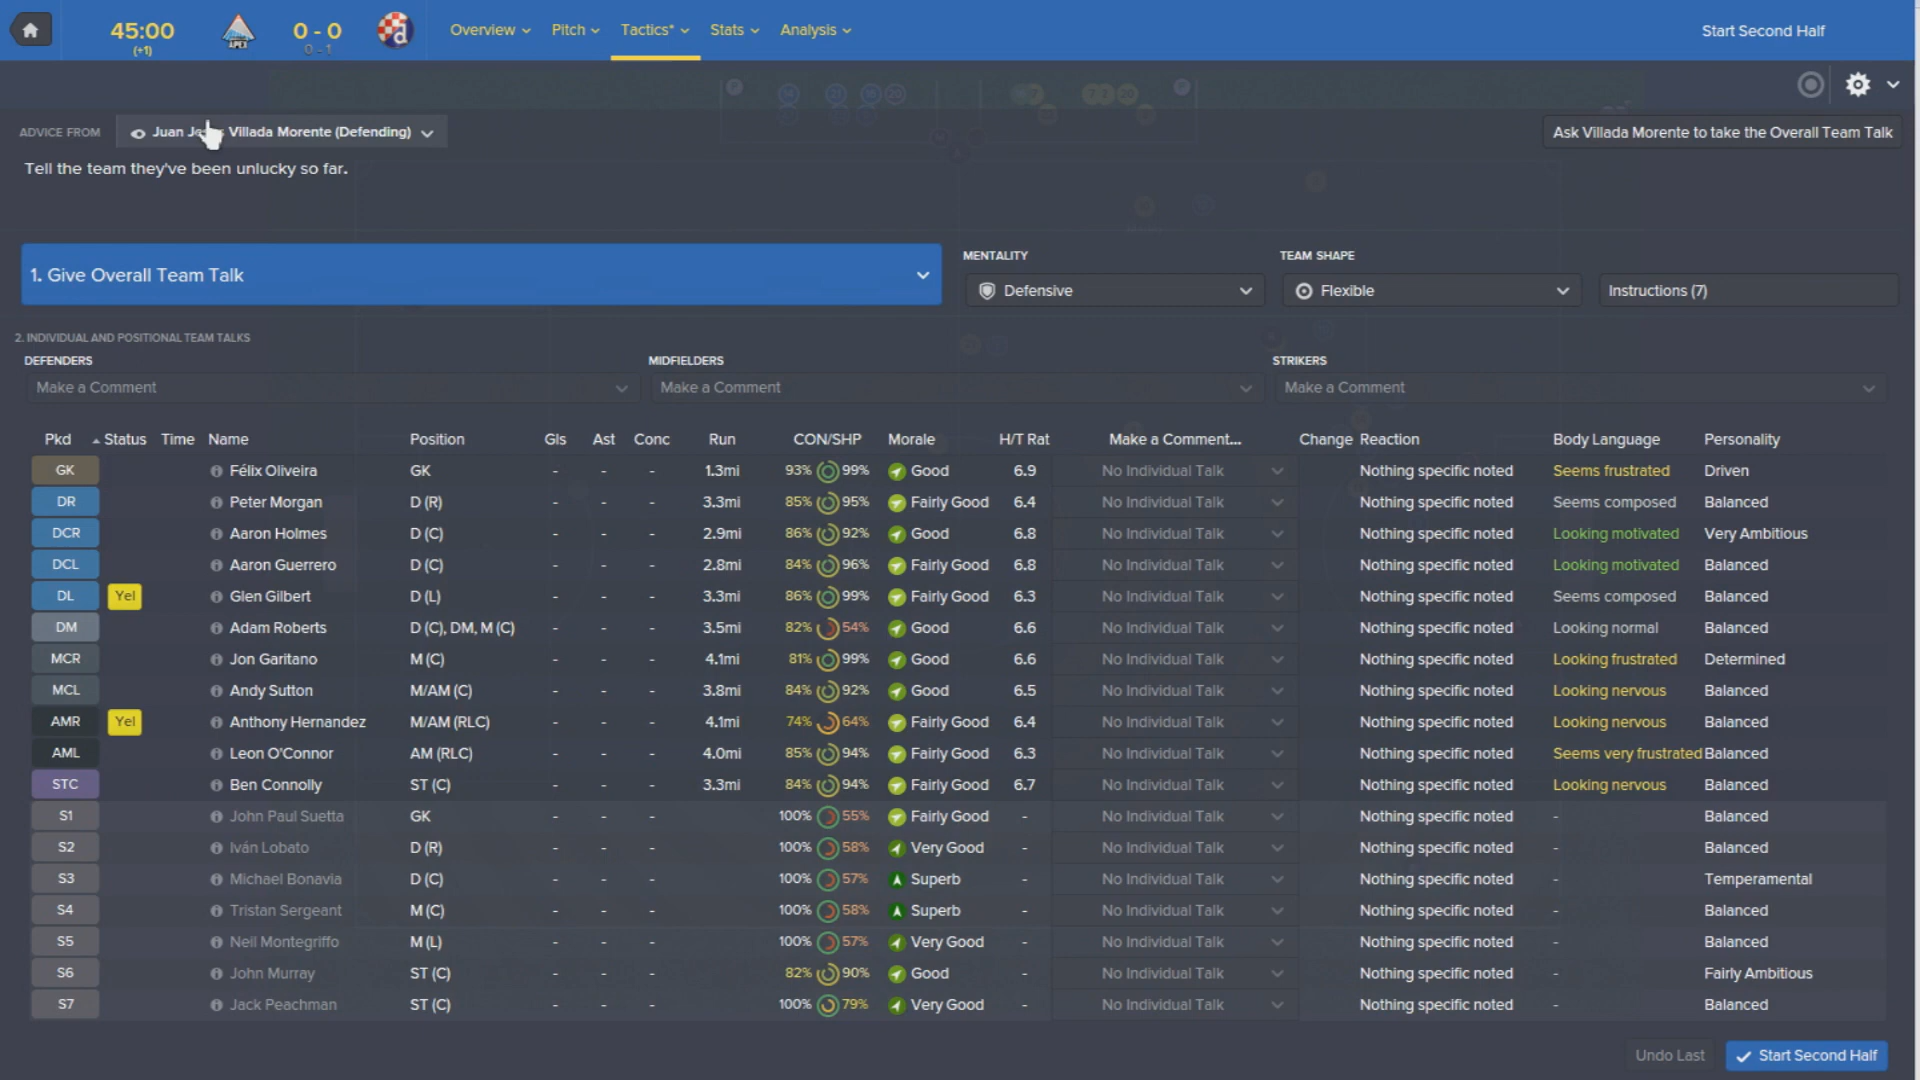 45:00 0 - 0 Overview Pitch Tactics* Stats Analysis Start Second Half
(+1) APEX 0 - 1
ADVICE FROM Villada Morente (Defending) Ask Villada Morente to take the Overall Team Talk
Tell the team they've been unlucky so far.
MENTALITY TEAM SHAPE
1. Give Overall Team Talk Defensive Flexible Instructions (7)
2. INDIVIDUAL AND POSITIONAL TEAM TALKS
DEFENDERS MIDFIELDERS STRIKERS
Make a Comment Make a Comment Make a Comment
Pkd Status Time Name Position Gls Ast Conc Run CON/SHP Morale H/T Rat Make a Comment... Change Reaction Body Language Personality
GK Félix Oliveira GK - - - 1.3mi 93% 99% Good 6.9 No Individual Talk Nothing specific noted Seems frustrated Driven
DR Peter Morgan D (R) - - - 3.3mi 85% 95% Fairly Good 6.4 No Individual Talk Nothing specific noted Seems composed Balanced
DCR Aaron Holmes D (C) - - - 2.9mi 86% 92% Good 6.8 No Individual Talk Nothing specific noted Looking motivated Very Ambitious
DCL Aaron Guerrero D (C) - - - 2.8mi 84% 96% Fairly Good 6.8 No Individual Talk Nothing specific noted Looking motivated Balanced
DL Yel Glen Gilbert D (L) - - - 3.3mi 86% 99% Fairly Good 6.3 No Individual Talk Nothing specific noted Seems composed Balanced
DM Adam Roberts D (C), DM, M (C) - - - 3.5mi 82% 54% Good 6.6 No Individual Talk Nothing specific noted Looking normal Balanced
MCR Jon Garitano M (C) - - - 4.1mi 81% 99% Good 6.6 No Individual Talk Nothing specific noted Looking frustrated Determined
MCL Andy Sutton M/AM (C) - - - 3.8mi 84% 92% Good 6.5 No Individual Talk Nothing specific noted Looking nervous Balanced
AMR Yel Anthony Hernandez M/AM (RLC) - - - 4.1mi 74% 64% Fairly Good 6.4 No Individual Talk Nothing specific noted Looking nervous Balanced
AML Leon O'Connor AM (RLC) - - - 4.0mi 85% 94% Fairly Good 6.3 No Individual Talk Nothing specific noted Seems very frustrated Balanced
STC Ben Connolly ST (C) - - - 3.3mi 84% 94% Fairly Good 6.7 No Individual Talk Nothing specific noted Looking nervous Balanced
S1 John Paul Suetta GK - - - 100% 55% Fairly Good - No Individual Talk Nothing specific noted - Balanced
S2 Iván Lobato D (R) - - - 100% 58% Very Good - No Individual Talk Nothing specific noted - Balanced
S3 Michael Bonavia D (C) - - - 100% 57% Superb - No Individual Talk Nothing specific noted - Temperamental
S4 Tristan Sergeant M (C) - - - 100% 58% Superb - No Individual Talk Nothing specific noted - Balanced
S5 Neil Montegriffo M (L) - - - 100% 57% Very Good - No Individual Talk Nothing specific noted - Balanced
S6 John Murray ST (C) - - - 82% 90% Good - No Individual Talk Nothing specific noted - Fairly Ambitious
S7 Jack Peachman ST (C) - - - 100% 79% Very Good - No Individual Talk Nothing specific noted - Balanced
Undo Last Start Second Half